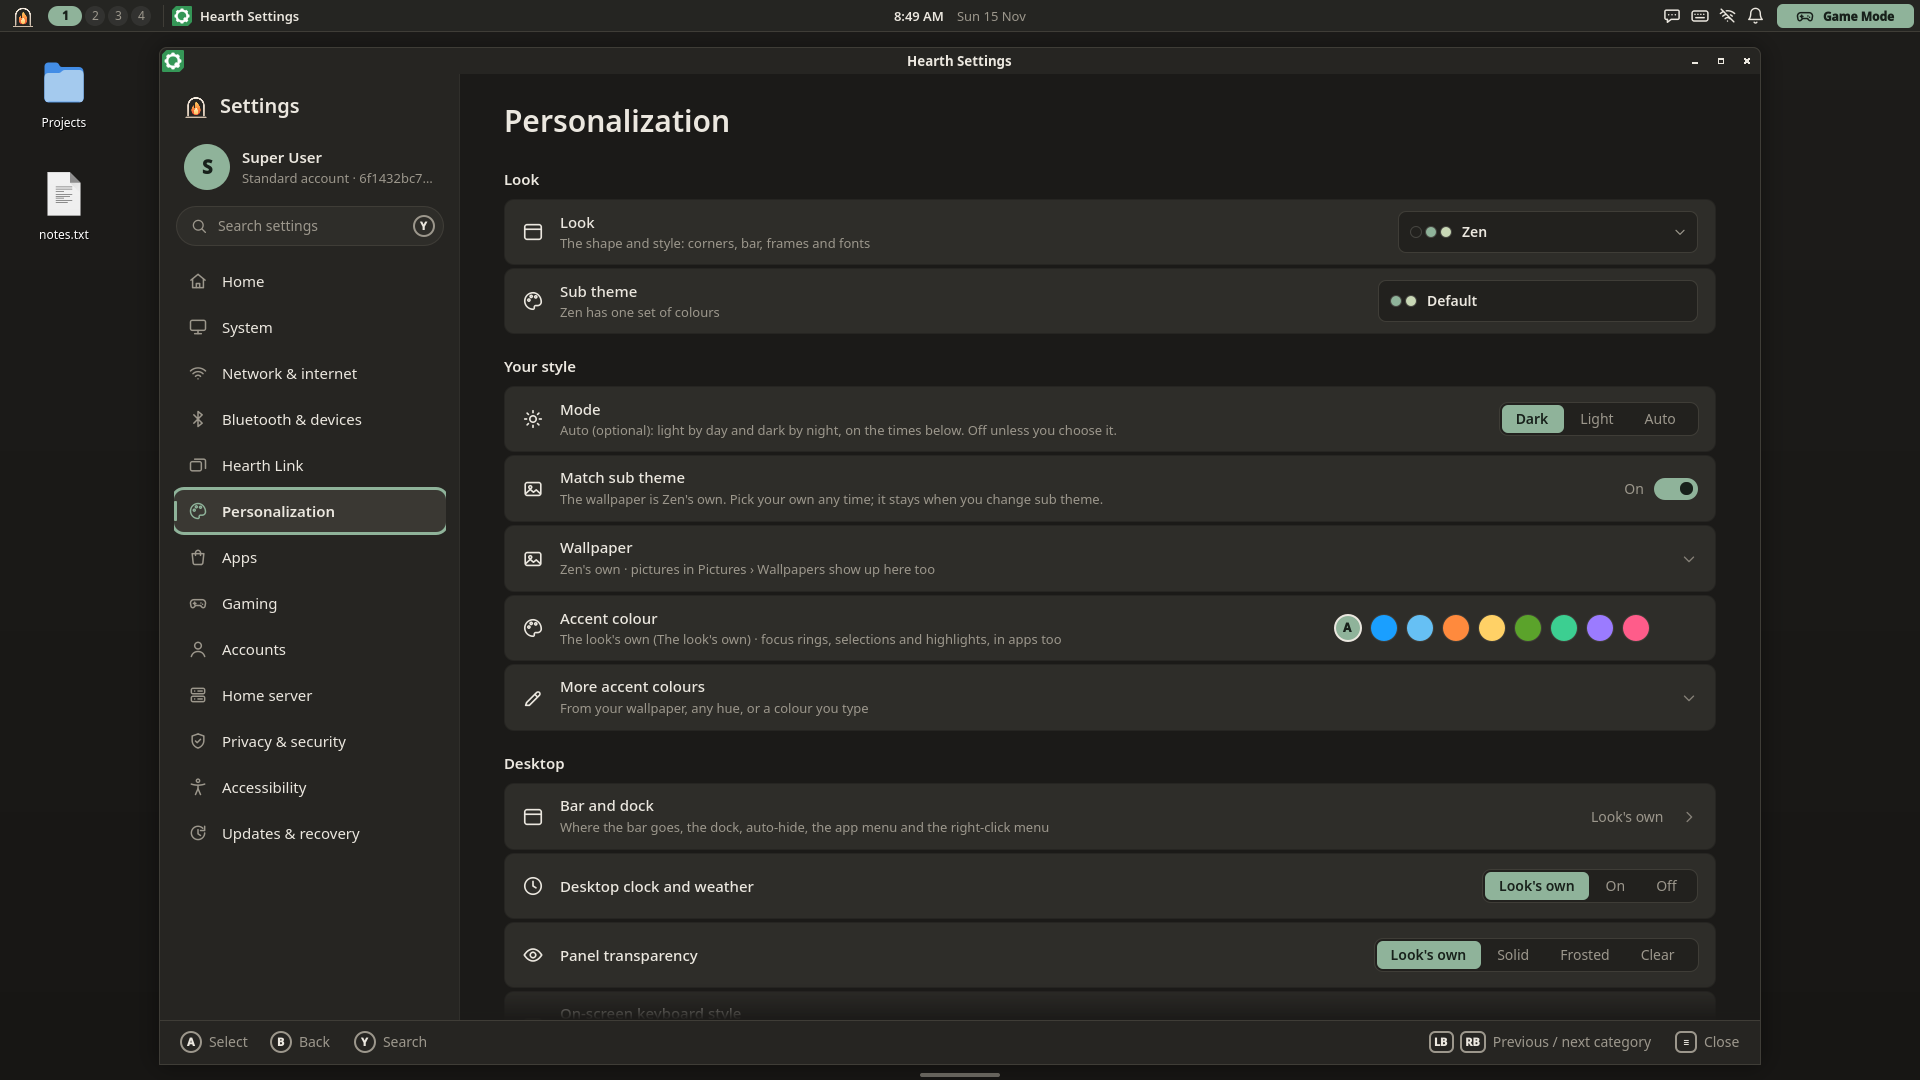 1 2 3 4 Hearth Settings 8:49 AM Sun 15 Nov Game Mode
Projects
notes.txt
Hearth Settings
Settings
S
Super User
Standard account · 6f1432bc7...
Search settings Y
Home
System
Network & internet
Bluetooth & devices
Hearth Link
Personalization
Apps
Gaming
Accounts
Home server
Privacy & security
Accessibility
Updates & recovery
Personalization
Look
Look
The shape and style: corners, bar, frames and fonts
Zen
Sub theme
Zen has one set of colours
Default
Your style
Mode
Auto (optional): light by day and dark by night, on the times below. Off unless you choose it.
Dark Light Auto
Match sub theme
The wallpaper is Zen's own. Pick your own any time; it stays when you change sub theme.
On
Wallpaper
Zen's own · pictures in Pictures › Wallpapers show up here too
Accent colour
The look's own (The look's own) · focus rings, selections and highlights, in apps too
A
More accent colours
From your wallpaper, any hue, or a colour you type
Desktop
Bar and dock
Where the bar goes, the dock, auto-hide, the app menu and the right-click menu
Look's own
Desktop clock and weather
Look's own On Off
Panel transparency
Look's own Solid Frosted Clear
On-screen keyboard style
A Select B Back Y Search LB RB Previous / next category Close